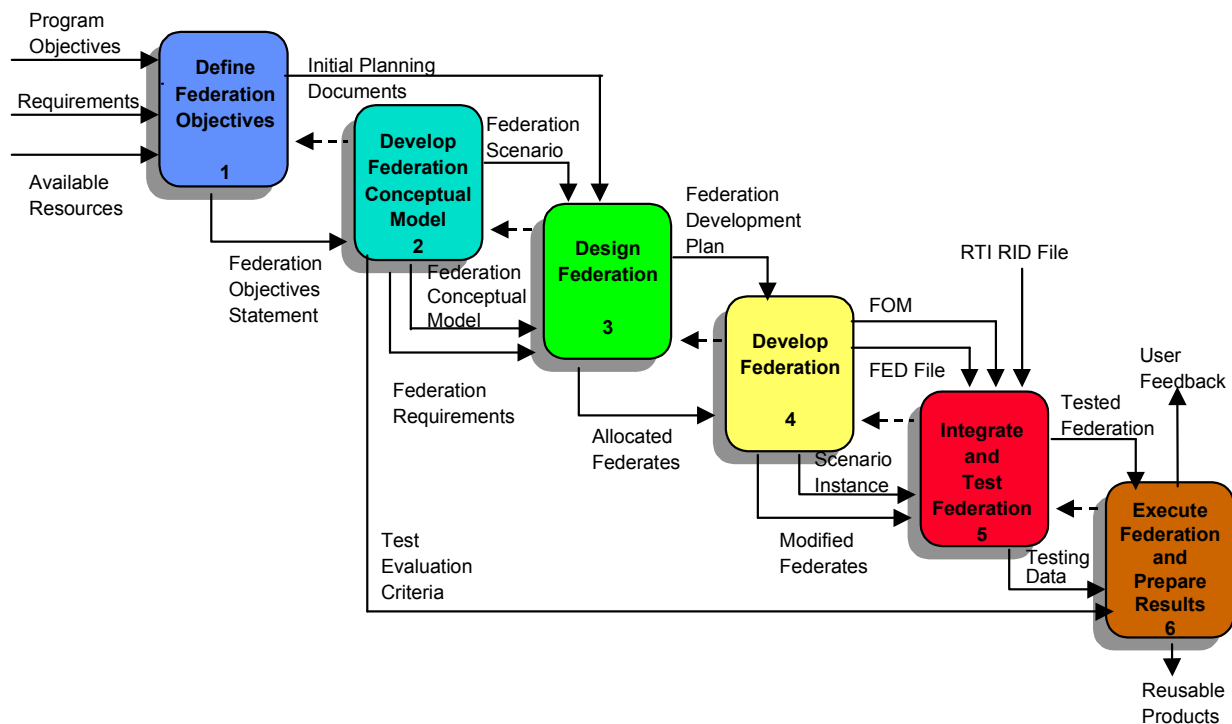 Program
Objectives
Requirements
Available
Resources
Define
Federation
Objectives
1
Initial Planning
Documents
Federation
Objectives
Statement
Develop
Federation
Conceptual
Model
2
Federation
Scenario
Federation
Conceptual
Model
Federation
Requirements
Test
Evaluation
Criteria
Design
Federation
3
Federation
Development
Plan
Allocated
Federates
Develop
Federation
4
FOM
FED File
RTI RID File
Scenario
Instance
Modified
Federates
Integrate
and
Test
Federation
5
Tested
Federation
Testing
Data
User
Feedback
Execute
Federation
and
Prepare
Results
6
Reusable
Products